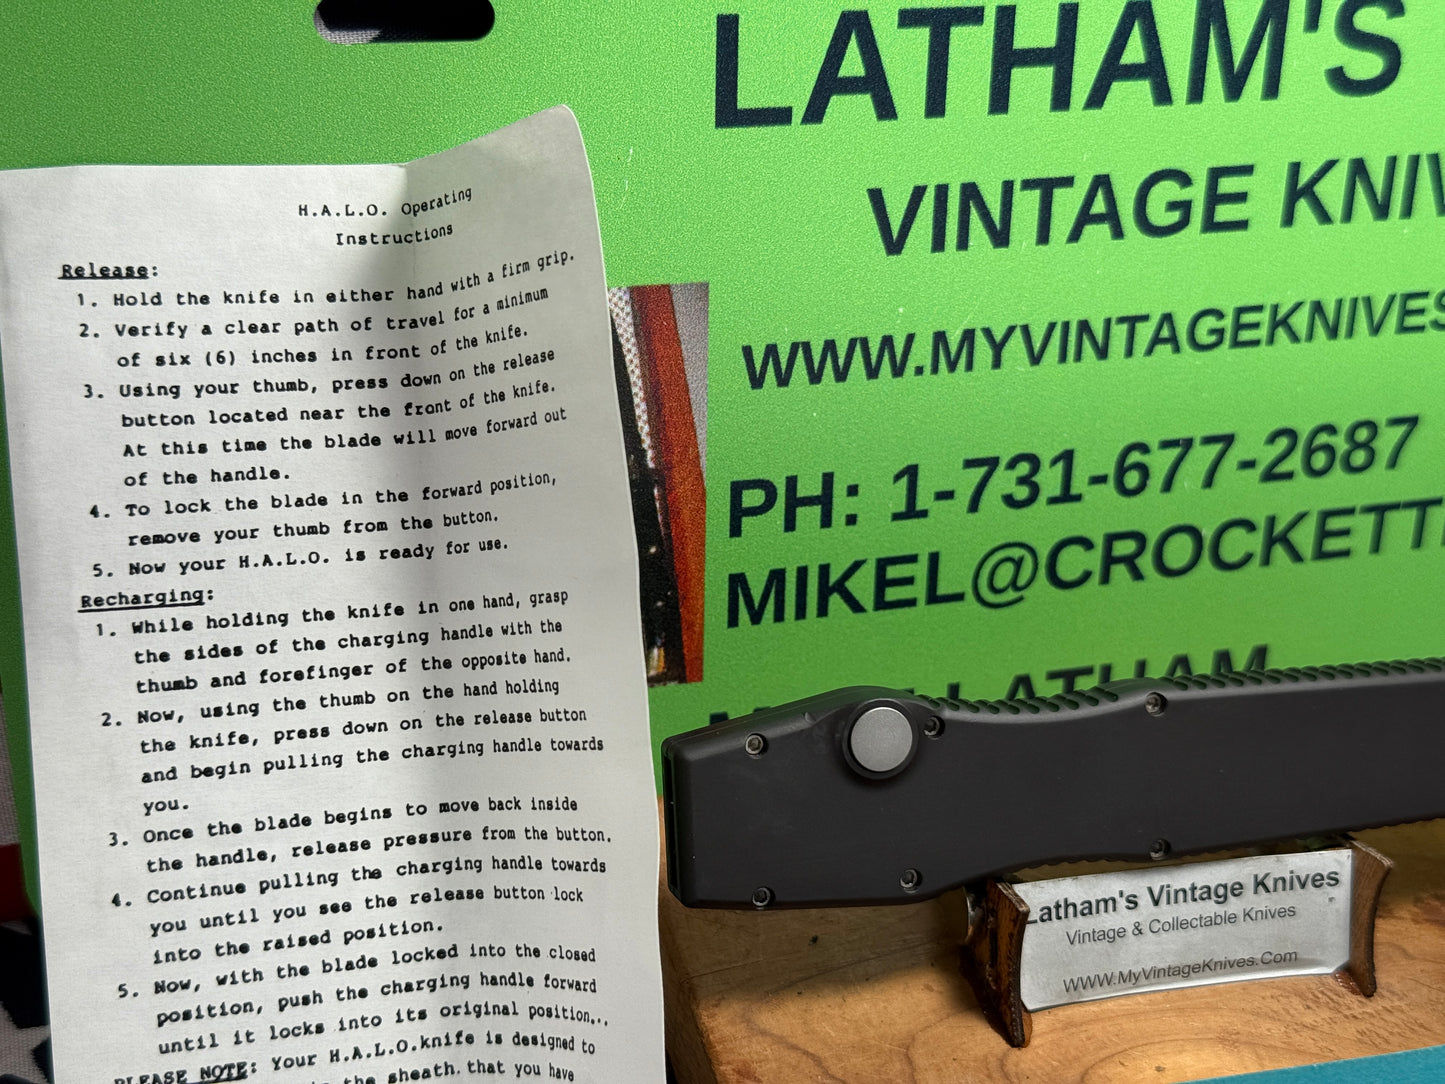 H.A.L.O. Operating
Instructions
Release:
1. Hold the knife in either hand with a firm grip.
2. Verify a clear path of travel for a minimum
of six (6) inches in front of the knife.
3. Using your thumb, press down on the release
button located near the front of the knife.
At this time the blade will move forward out
of the handle.
4. To lock the blade in the forward position,
remove your thumb from the button.
5. Now your H.A.L.O. is ready for use.
Recharging:
1. While holding the knife in one hand, grasp
the sides of the charging handle with the
thumb and forefinger of the opposite hand.
2. Now, using the thumb on the hand holding
the knife, press down on the release button
and begin pulling the charging handle towards
you.
3. Once the blade begins to move back inside
the handle, release pressure from the button.
4. Continue pulling the charging handle towards
you until you see the release button lock
into the raised position.
5. Now, with the blade locked into the closed
position, push the charging handle forward
until it locks into its original position...
PLEASE NOTE: Your H.A.L.O.knife is designed to
the sheath. that you have
LATHAM'S
VINTAGE KNIV
WWW.MYVINTAGEKNIVES
PH: 1-731-677-2687
MIKEL@CROCKETT
LATHAM
Latham's Vintage Knives
Vintage & Collectable Knives
WWW.MyVintageKnives.Com